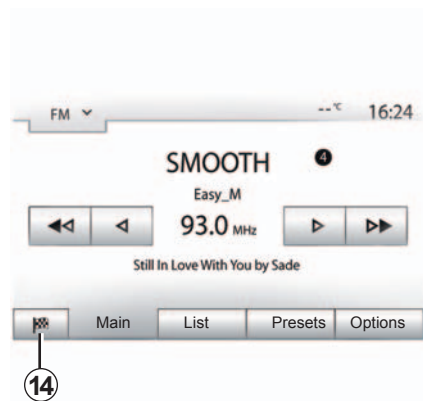 FM --°C 16:24
SMOOTH 4
Easy_M
93.0 MHz
Still In Love With You by Sade
Main List Presets Options
14